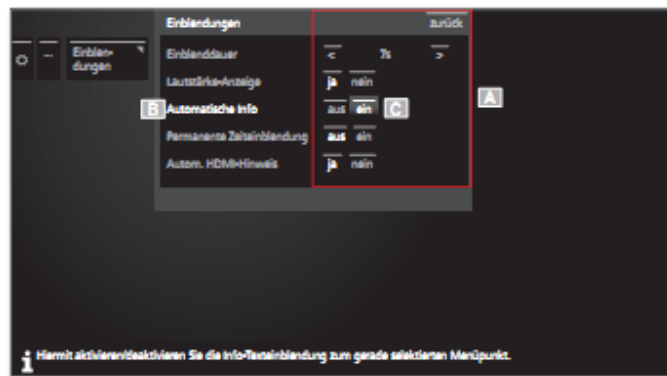 Einblendungen zurück
– Einblen-
dungen
Einblenddauer < 7s >
Lautstärke-Anzeige ja nein
B Automatische Info aus ein C A
Permanente Zeiteinblendung aus ein
Autom. HDMI-Hinweis ja nein
i Hiermit aktivieren/deaktivieren Sie die Info-Texteinblendung zum gerade selektierten Menüpunkt.